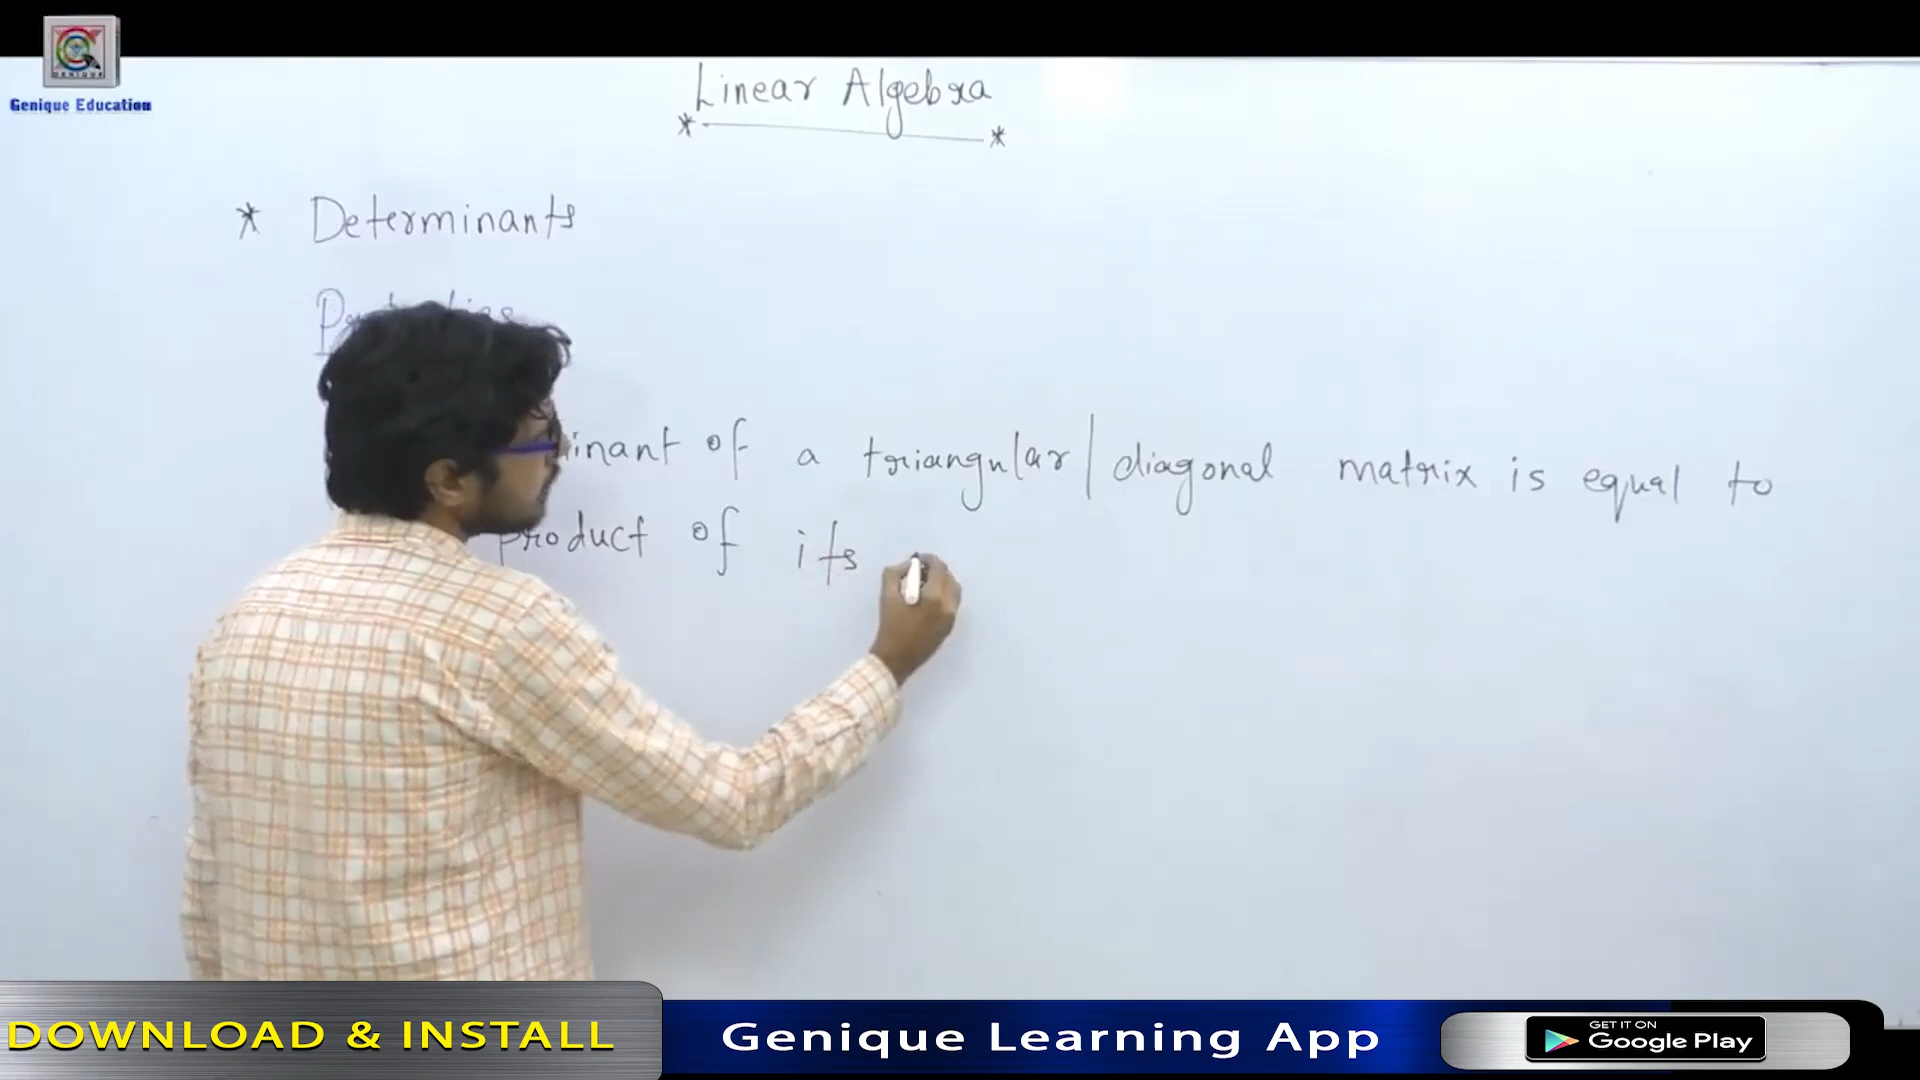 GENIQUE
Genique Education
Linear Algebra
* *
* Determinants
of a triangular/diagonal matrix is equal to
product of its
DOWNLOAD & INSTALL
Genique Learning App
GET IT ON
Google Play